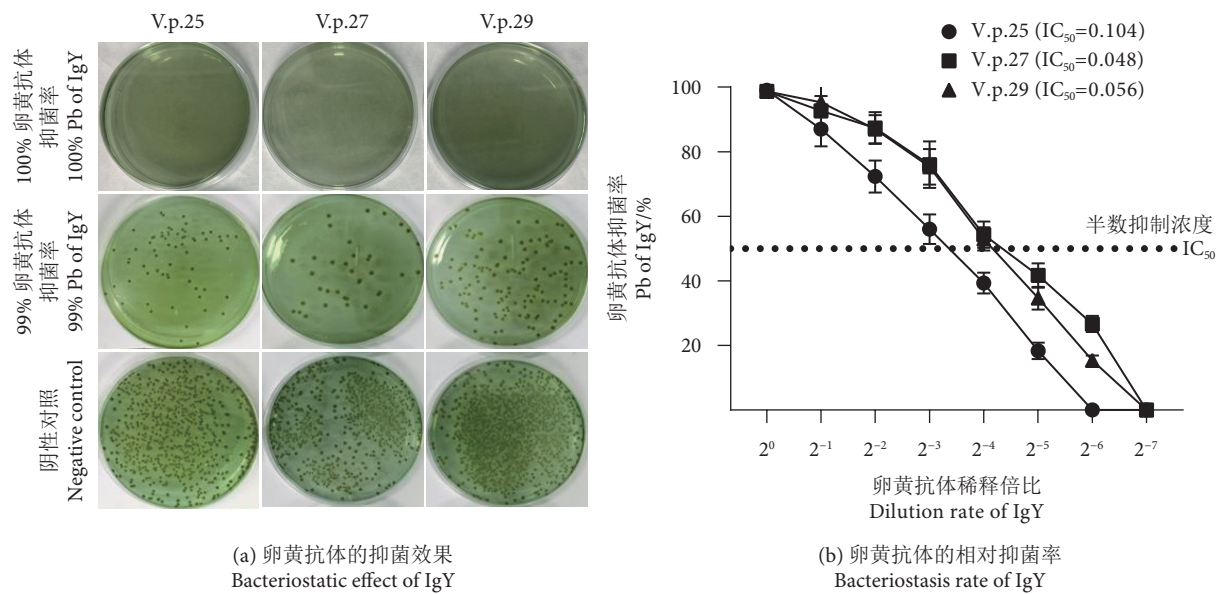 V.p.25 V.p.27 V.p.29
100% 卵黄抗体
抑菌率
100% Pb of IgY
99% 卵黄抗体
抑菌率
99% Pb of IgY
阴性对照
Negative control
(a) 卵黄抗体的抑菌效果
Bacteriostatic effect of IgY
V.p.25 (IC₅₀=0.104)
V.p.27 (IC₅₀=0.048)
V.p.29 (IC₅₀=0.056)
卵黄抗体抑菌率
Pb of IgY/%
100
80
60
40
20
半数抑制浓度
IC₅₀
2⁰ 2⁻¹ 2⁻² 2⁻³ 2⁻⁴ 2⁻⁵ 2⁻⁶ 2⁻⁷
卵黄抗体稀释倍比
Dilution rate of IgY
(b) 卵黄抗体的相对抑菌率
Bacteriostasis rate of IgY